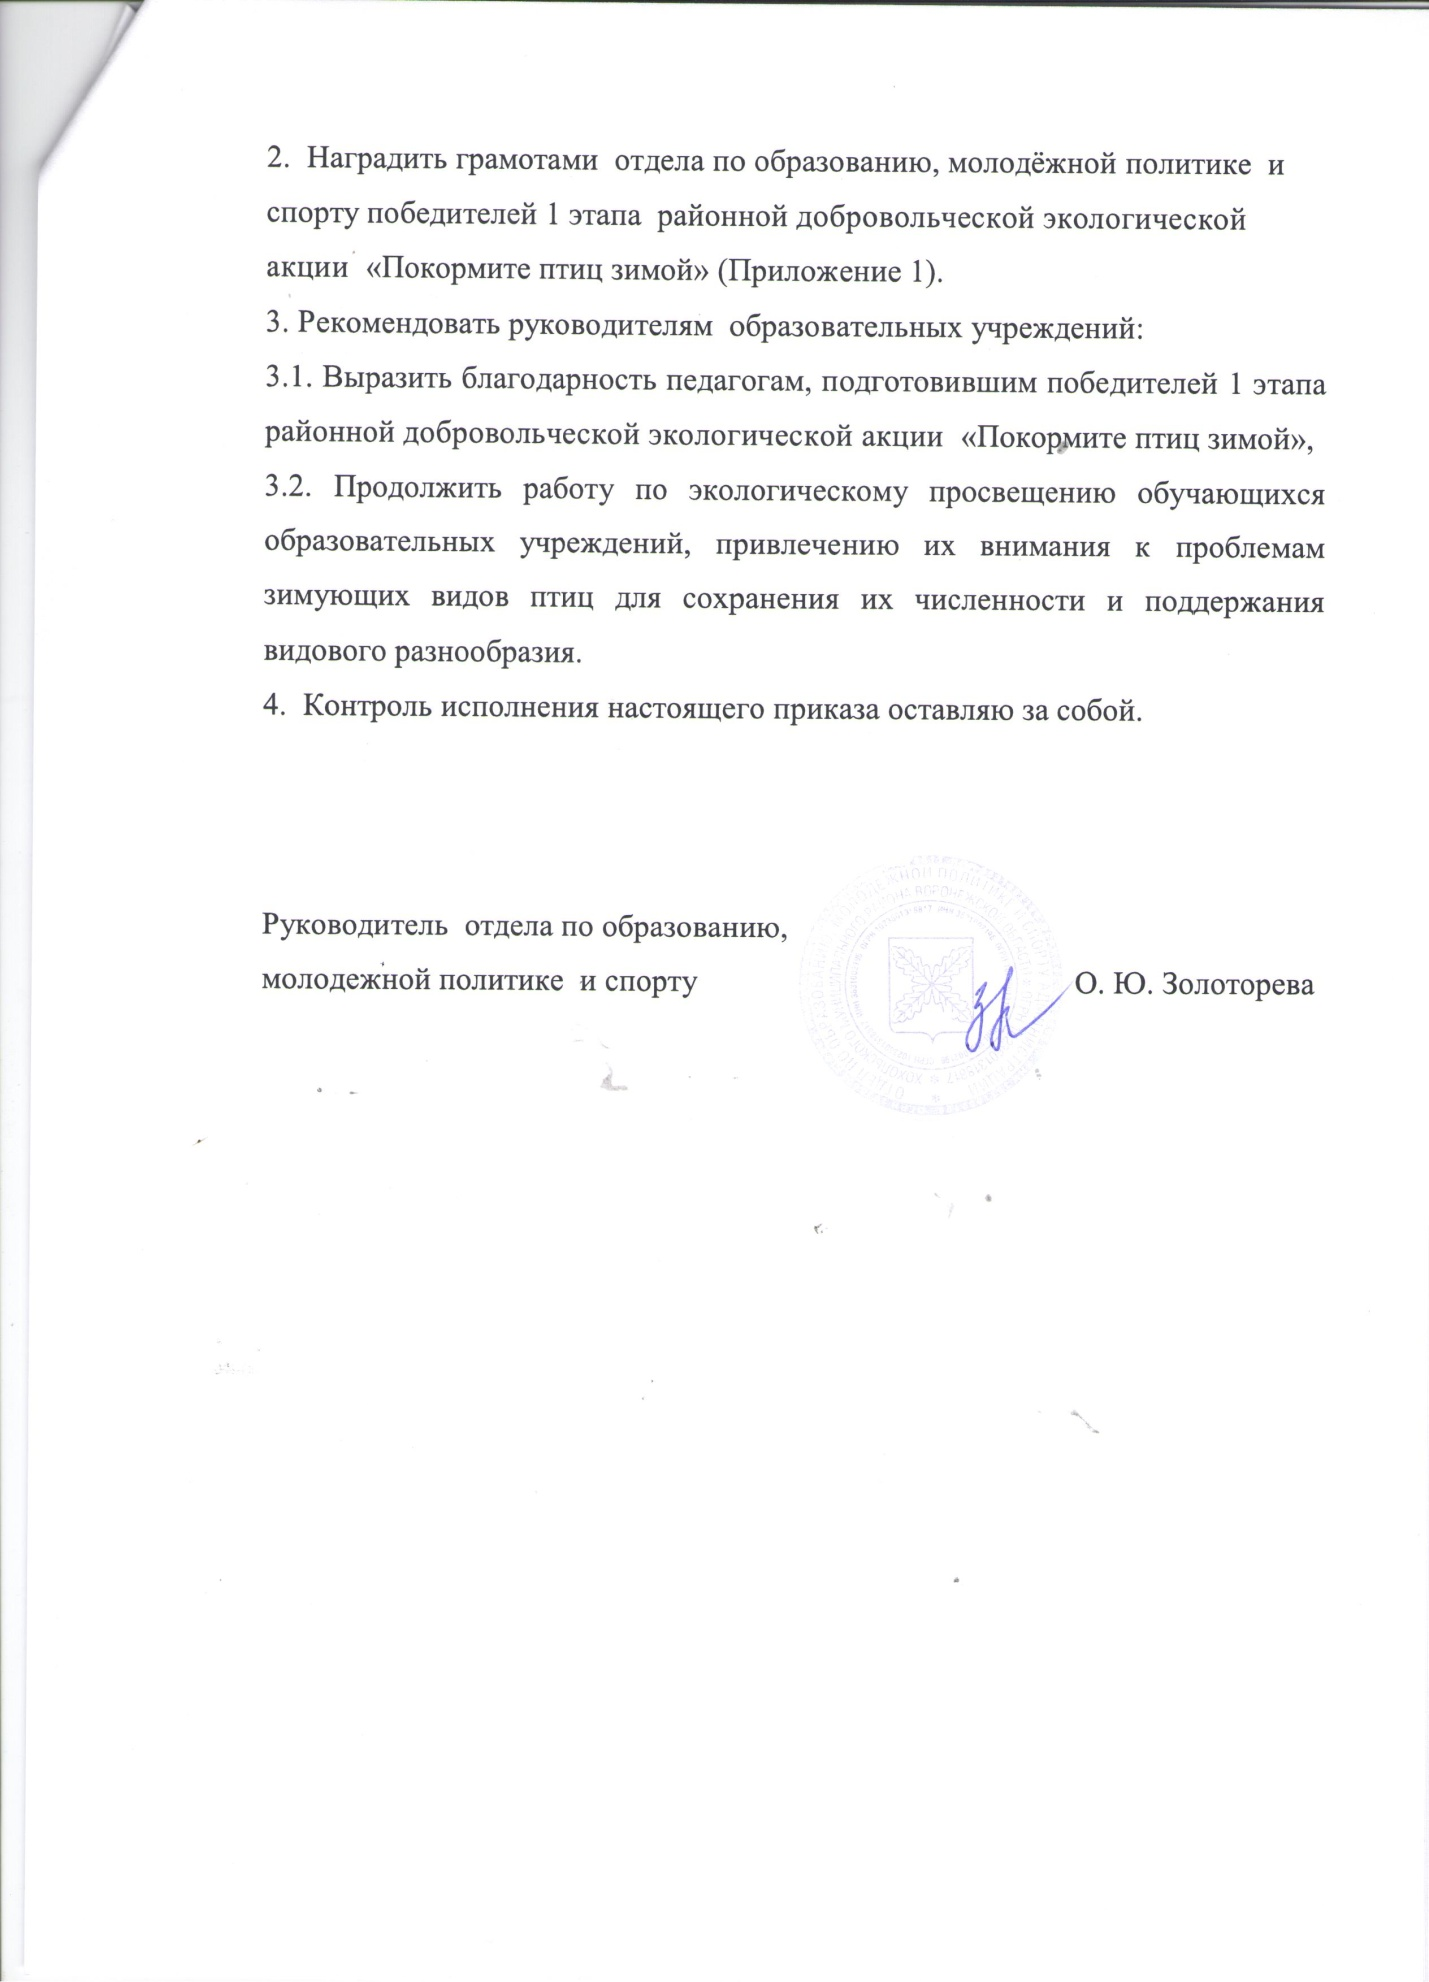 2. Наградить грамотами отдела по образованию, молодёжной политике и
спорту победителей 1 этапа районной добровольческой экологической
акции «Покормите птиц зимой» (Приложение 1).
3. Рекомендовать руководителям образовательных учреждений:
3.1. Выразить благодарность педагогам, подготовившим победителей 1 этапа
районной добровольческой экологической акции «Покормите птиц зимой»,
3.2. Продолжить работу по экологическому просвещению обучающихся
образовательных учреждений, привлечению их внимания к проблемам
зимующих видов птиц для сохранения их численности и поддержания
видового разнообразия.
4. Контроль исполнения настоящего приказа оставляю за собой.
Руководитель отдела по образованию,
молодежной политике и спорту О. Ю. Золоторева